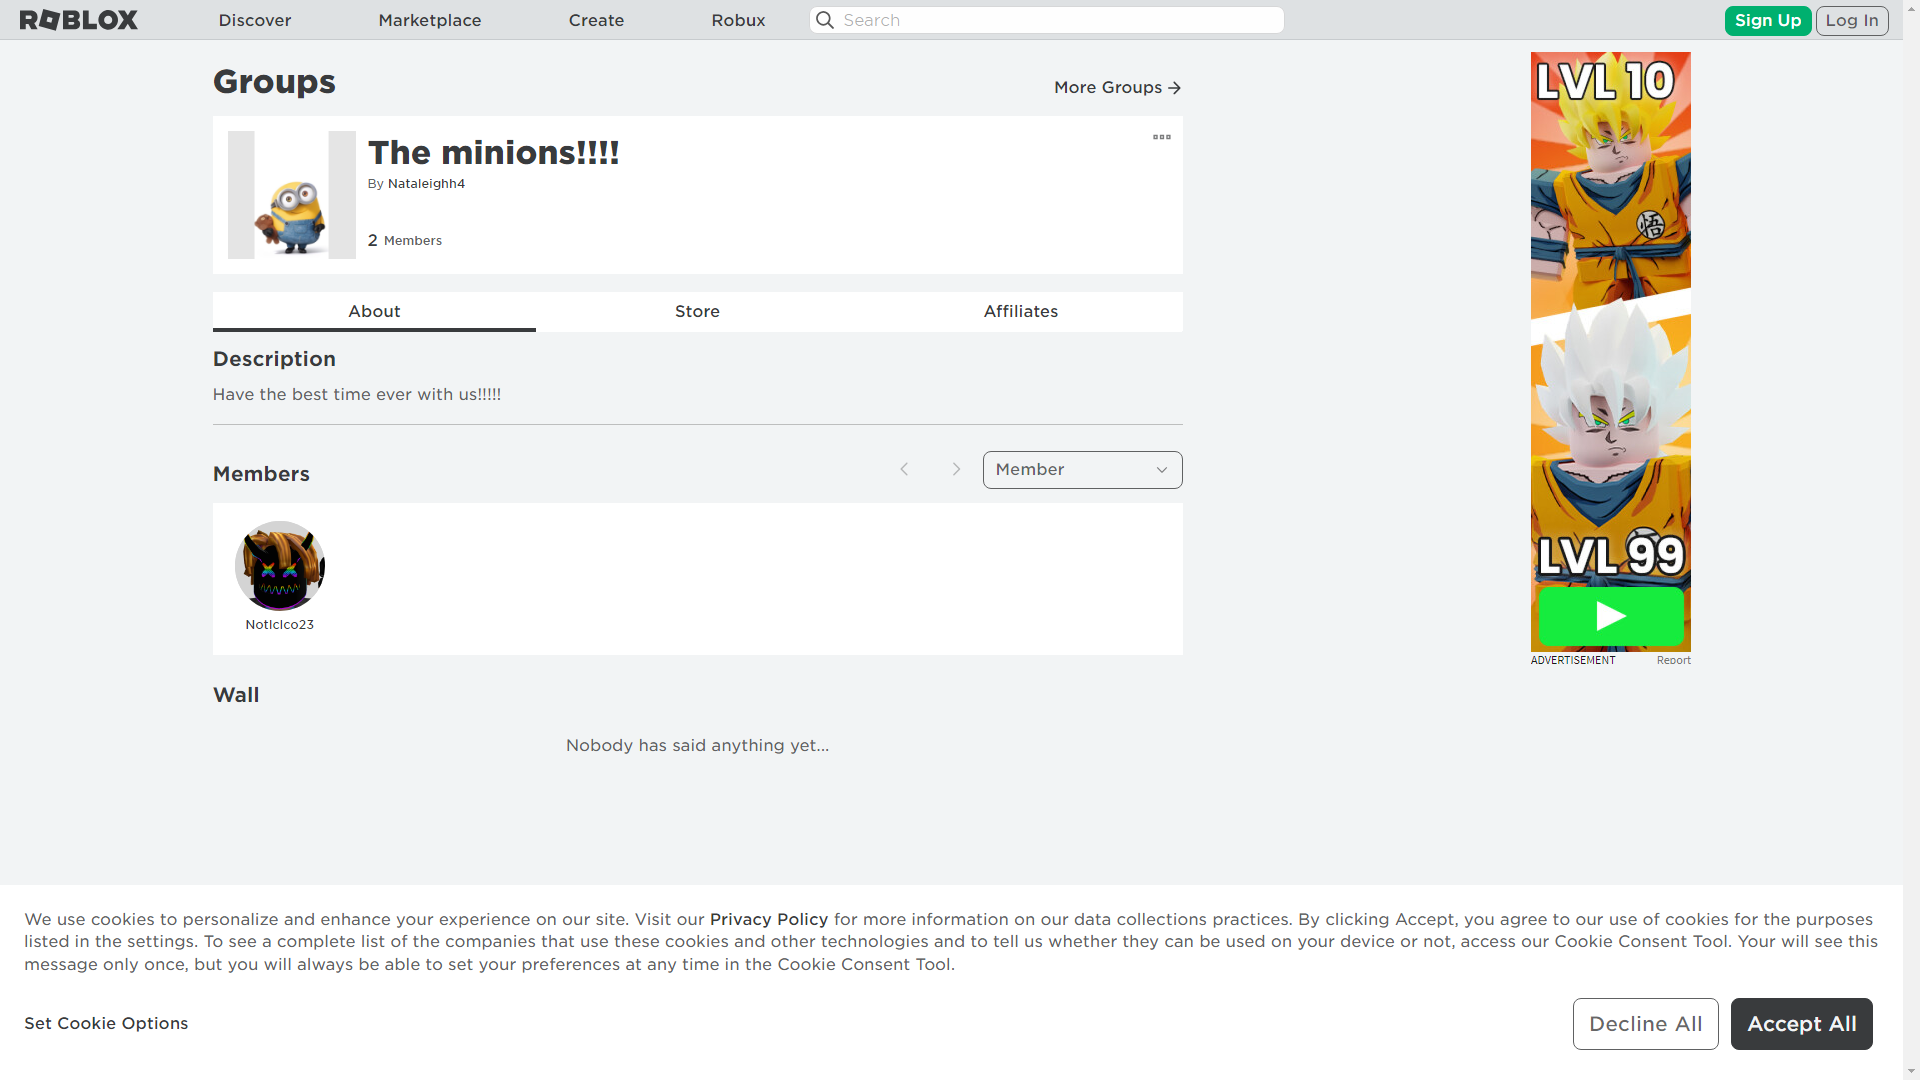 ROBLOX
Discover
Marketplace
Create
Robux
Search
Sign Up
Log In
Groups
More Groups
The minions!!!!
By Nataleighh4
2 Members
About
Store
Affiliates
Description
Have the best time ever with us!!!!!
Members
Member
NotIcIco23
Wall
Nobody has said anything yet...
LVL 10
悟
LVL 99
ADVERTISEMENT
Report
We use cookies to personalize and enhance your experience on our site. Visit our Privacy Policy for more information on our data collections practices. By clicking Accept, you agree to our use of cookies for the purposes
listed in the settings. To see a complete list of the companies that use these cookies and other technologies and to tell us whether they can be used on your device or not, access our Cookie Consent Tool. Your will see this
message only once, but you will always be able to set your preferences at any time in the Cookie Consent Tool.
Set Cookie Options
Decline All
Accept All